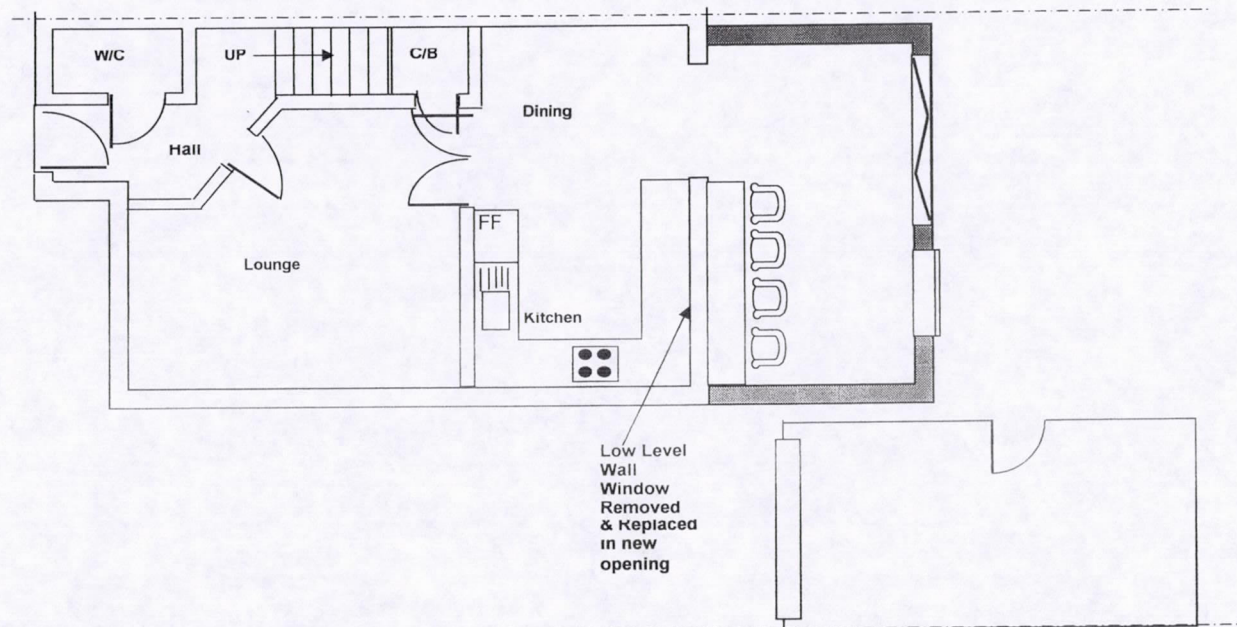 W/C
UP
C/B
Dining
Hall
FF
Lounge
Kitchen
Low Level
Wall
Window
Removed
& Replaced
in new
opening